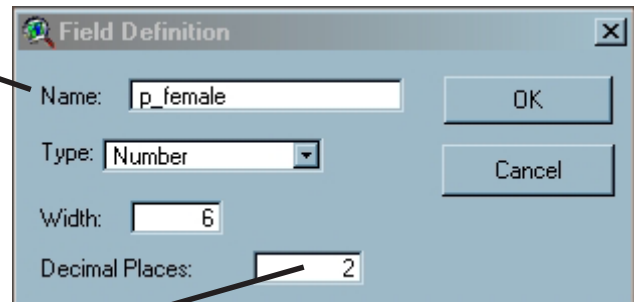 Field Definition
Name: p_female
OK
Type: Number
Cancel
Width: 6
Decimal Places: 2